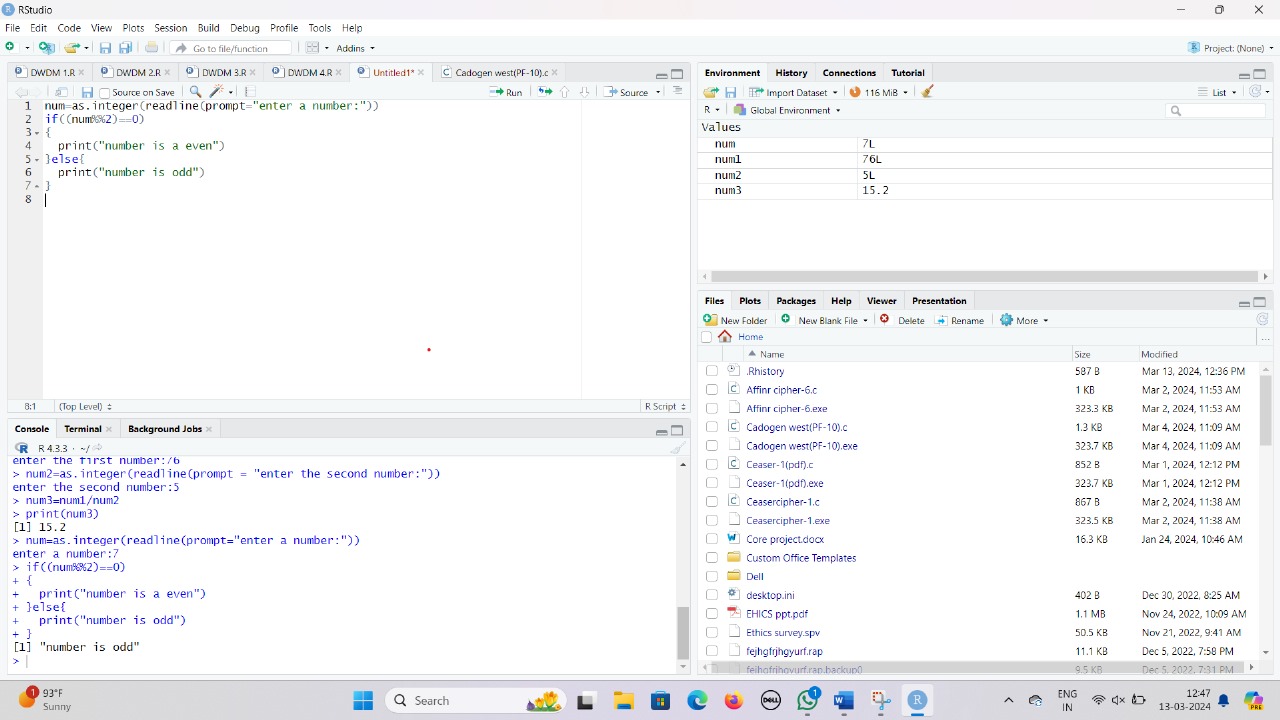 RStudio
File Edit Code View Plots Session Build Debug Profile Tools Help
Go to file/function Addins Project: (None)
DWDM 1.R DWDM 2.R DWDM 3.R DWDM 4.R Untitled1* Cadogen west(PF-10).c
Source on Save Run Source
1 num=as.integer(readline(prompt="enter a number:"))
2 if((num%%2)==0)
3 {
4 print("number is a even")
5 }else{
6 print("number is odd")
7 }
8
8:1 (Top Level) R Script
Console Terminal Background Jobs
R 4.3.3 · ~/
enter the first number:76
> num2=as.integer(readline(prompt = "enter the second number:"))
enter the second number:5
> num3=num1/num2
> print(num3)
[1] 15.2
> num=as.integer(readline(prompt="enter a number:"))
enter a number:7
> if((num%%2)==0)
+ {
+ print("number is a even")
+ }else{
+ print("number is odd")
+ }
[1] "number is odd"
>
Environment History Connections Tutorial
Import Dataset 116 MiB List
R Global Environment
Values
num 7L
num1 76L
num2 5L
num3 15.2
Files Plots Packages Help Viewer Presentation
New Folder New Blank File Delete Rename More
Home
Name Size Modified
.Rhistory 587 B Mar 13, 2024, 12:36 PM
Affinr cipher-6.c 1 KB Mar 2, 2024, 11:53 AM
Affinr cipher-6.exe 323.3 KB Mar 2, 2024, 11:53 AM
Cadogen west(PF-10).c 1.3 KB Mar 4, 2024, 11:09 AM
Cadogen west(PF-10).exe 323.7 KB Mar 4, 2024, 11:09 AM
Ceaser-1(pdf).c 852 B Mar 1, 2024, 12:12 PM
Ceaser-1(pdf).exe 323.7 KB Mar 1, 2024, 12:12 PM
Ceasercipher-1.c 867 B Mar 2, 2024, 11:38 AM
Ceasercipher-1.exe 323.5 KB Mar 2, 2024, 11:38 AM
Core project.docx 16.3 KB Jan 24, 2024, 10:46 AM
Custom Office Templates
Dell
desktop.ini 402 B Dec 30, 2022, 8:25 AM
EHICS ppt.pdf 1.1 MB Nov 23, 2022, 10:09 AM
Ethics survey.spv 50.5 KB Nov 21, 2022, 9:41 AM
fejhgfrjhgyurf.rap 11.1 KB Dec 5, 2022, 7:58 PM
9.5 KB Dec 5, 2022, 7:31 PM
1 93°F
Sunny
Search
DELL
1
ENG
IN
12:47
13-03-2024
PRE